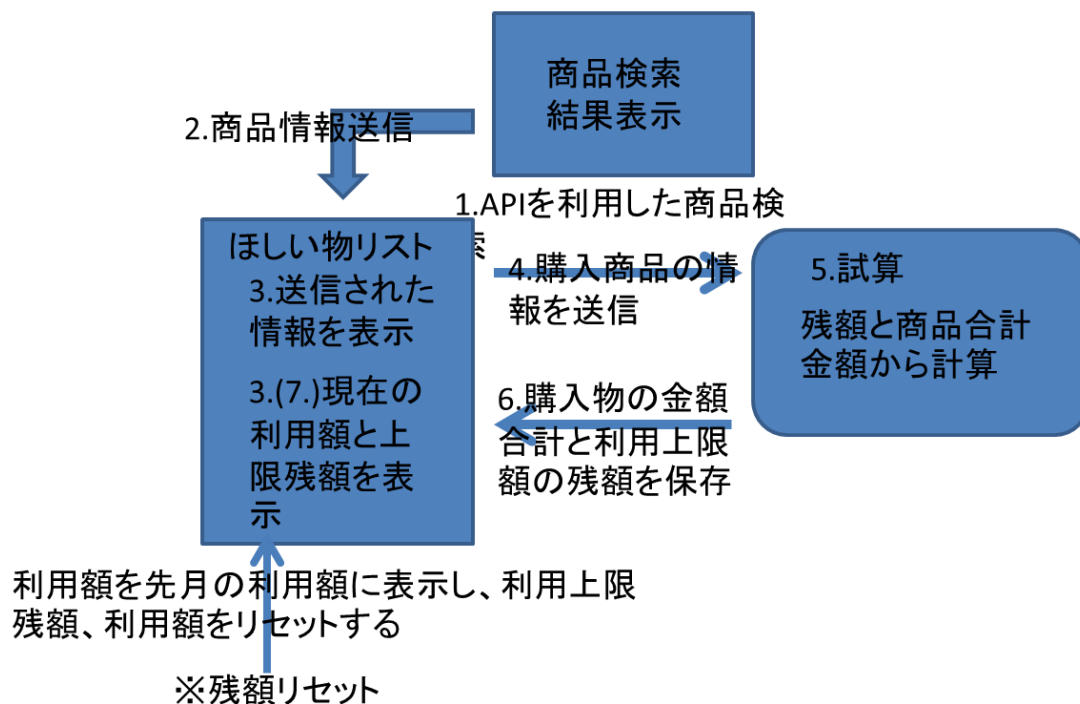 商品検索
結果表示
2.商品情報送信
1.APIを利用した商品検
索
ほしい物リスト
3.送信された
情報を表示
3.(7.)現在の
利用額と上
限残額を表
示
4.購入商品の情
報を送信
5.試算
残額と商品合計
金額から計算
6.購入物の金額
合計と利用上限
額の残額を保存
利用額を先月の利用額に表示し、利用上限
残額、利用額をリセットする
※残額リセット